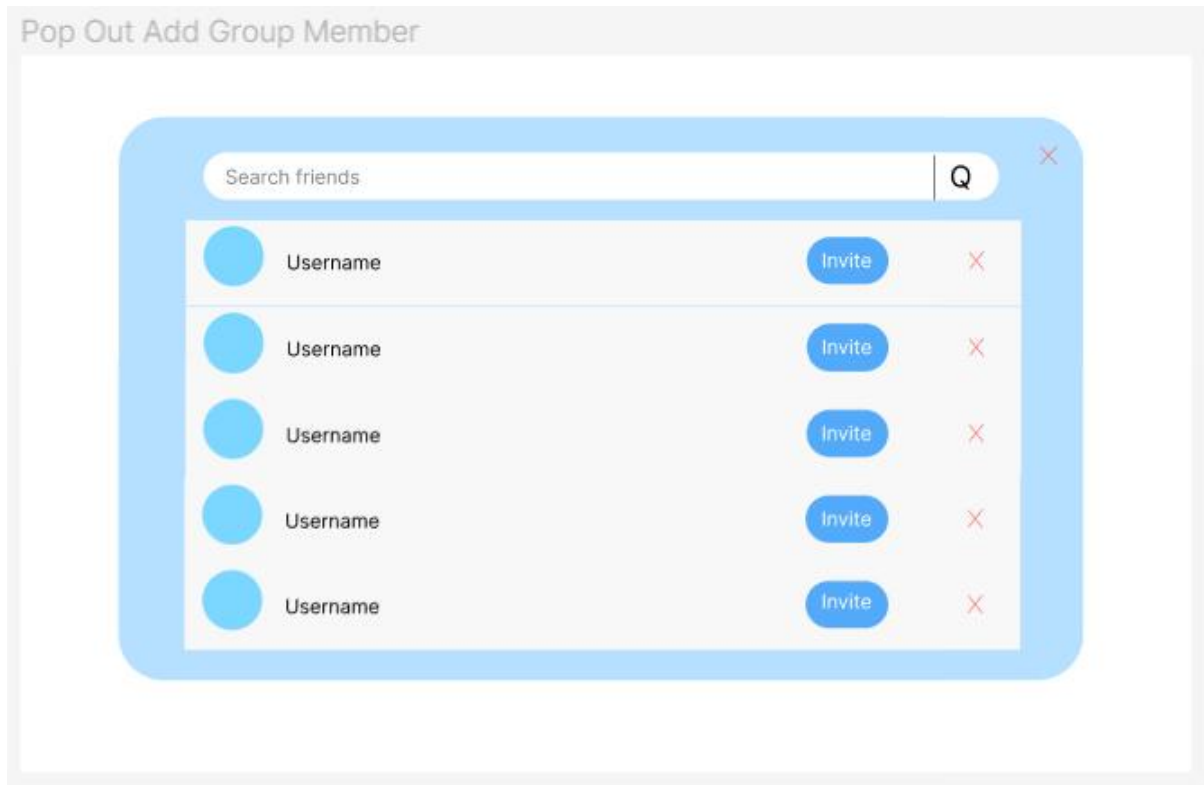 Pop Out Add Group Member
Search friends Q X
Username Invite X
Username Invite X
Username Invite X
Username Invite X
Username Invite X